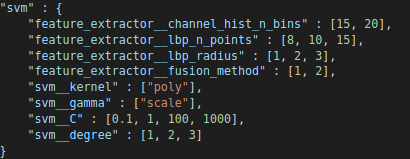 "svm" : {
"feature_extractor__channel_hist_n_bins" : [15, 20],
"feature_extractor__lbp_n_points" : [8, 10, 15],
"feature_extractor__lbp_radius" : [1, 2, 3],
"feature_extractor__fusion_method" : [1, 2],
"svm__kernel" : ["poly"],
"svm__gamma" : ["scale"],
"svm__C" : [0.1, 1, 100, 1000],
"svm__degree" : [1, 2, 3]
}